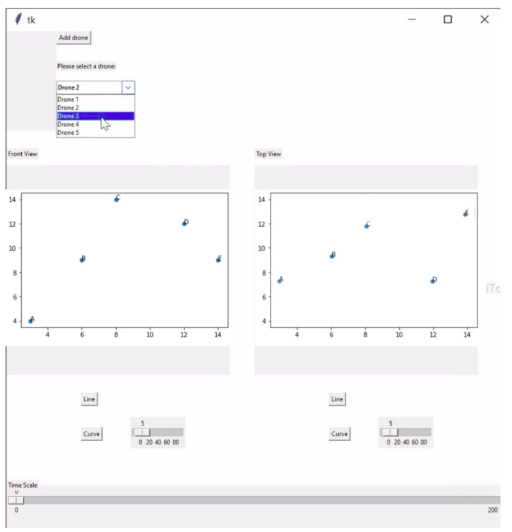 tk
Add drone
Please select a drone:
Drone 2
Drone 1
Drone 2
Drone 3
Drone 4
Drone 5
Front View
Top View
14
12
10
8
6
4
4 6 8 10 12 14
A
B
C
D
E
14
12
10
8
6
4
4 6 8 10 12 14
A
B
C
D
E
iTe
Line
Line
5
Curve
0 20 40 60 80
5
Curve
0 20 40 60 80
Time Scale
0
0
200